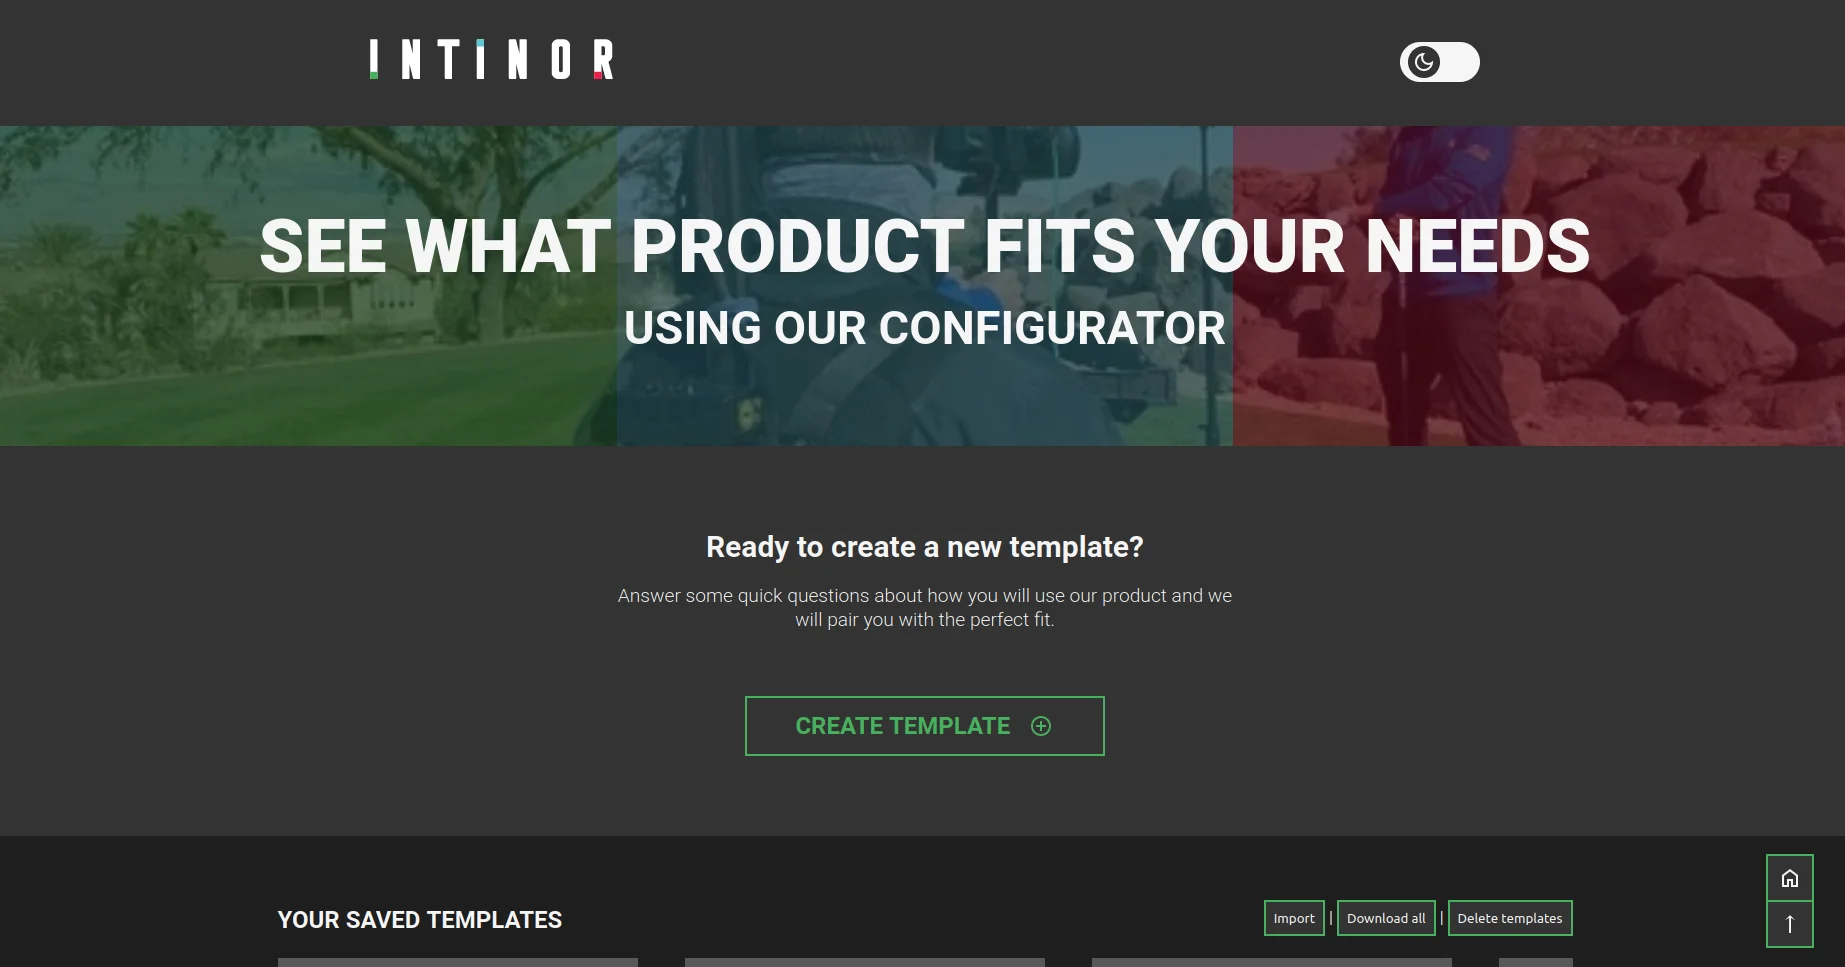 INTINOR
SEE WHAT PRODUCT FITS YOUR NEEDS
USING OUR CONFIGURATOR
Ready to create a new template?
Answer some quick questions about how you will use our product and we
will pair you with the perfect fit.
CREATE TEMPLATE
YOUR SAVED TEMPLATES
Import | Download all | Delete templates